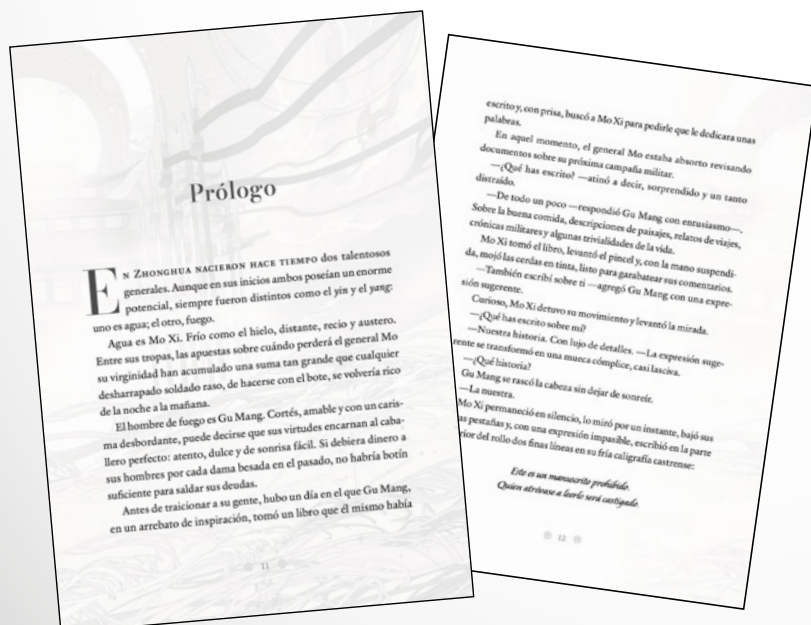 Prólogo
EN ZHONGHUA NACIERON HACE TIEMPO dos talentosos
generales. Aunque en sus inicios ambos poseían un enorme
potencial, siempre fueron distintos como el yin y el yang:
uno es agua; el otro, fuego.
Agua es Mo Xi. Frío como el hielo, distante, recio y austero.
Entre sus tropas, las apuestas sobre cuándo perderá el general Mo
su virginidad han acumulado una suma tan grande que cualquier
desharrapado soldado raso, de hacerse con el bote, se volvería rico
de la noche a la mañana.
El hombre de fuego es Gu Mang. Cortés, amable y con un caris-
ma desbordante, puede decirse que sus virtudes encarnan al caba-
llero perfecto: atento, dulce y de sonrisa fácil. Si debiera dinero a
sus hombres por cada dama besada en el pasado, no habría botín
suficiente para saldar sus deudas.
Antes de traicionar a su gente, hubo un día en el que Gu Mang,
en un arrebato de inspiración, tomó un libro que él mismo había
11
escrito y, con prisa, buscó a Mo Xi para pedirle que le dedicara unas
palabras.
En aquel momento, el general Mo estaba absorto revisando
documentos sobre su próxima campaña militar.
—¿Qué has escrito? —atinó a decir, sorprendido y un tanto
distraído.
—De todo un poco —respondió Gu Mang con entusiasmo—.
Sobre la buena comida, descripciones de paisajes, relatos de viajes,
crónicas militares y algunas trivialidades de la vida.
Mo Xi tomó el libro, levantó el pincel y, con la mano suspendi-
da, mojó las cerdas en tinta, listo para garabatear sus comentarios.
—También escribí sobre ti —agregó Gu Mang con una expre-
sión sugerente.
Curioso, Mo Xi detuvo su movimiento y levantó la mirada.
—¿Qué has escrito sobre mí?
—Nuestra historia. Con lujo de detalles. —La expresión suge-
rente se transformó en una mueca cómplice, casi lasciva.
—¿Qué historia?
Gu Mang se rascó la cabeza sin dejar de sonreír.
—La nuestra.
Mo Xi permaneció en silencio, lo miró por un instante, bajó sus
as pestañas y, con una expresión impasible, escribió en la parte
rior del rollo dos finas líneas en su fría caligrafía castrense:
Este es un manuscrito prohibido.
Quien atrévase a leerlo será castigado.
12